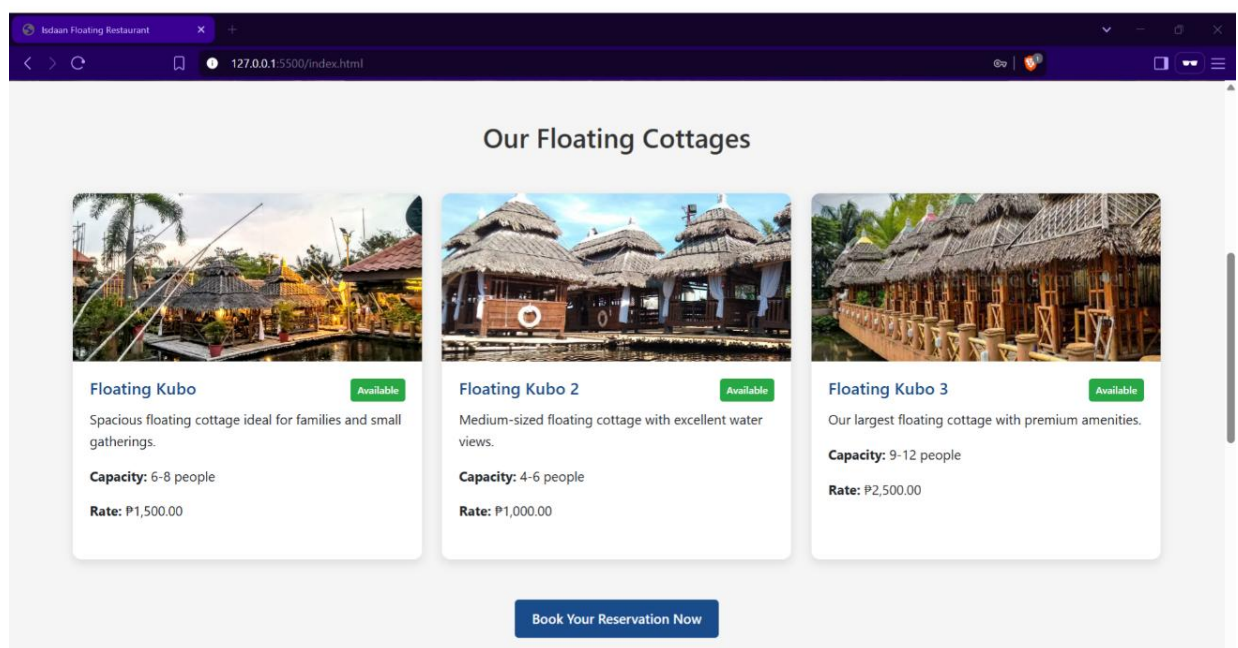 Isdaan Floating Restaurant
127.0.0.1:5500/index.html
1
Our Floating Cottages
Floating Kubo
Available
Spacious floating cottage ideal for families and small
gatherings.
Capacity: 6-8 people
Rate: ₱1,500.00
Floating Kubo 2
Available
Medium-sized floating cottage with excellent water
views.
Capacity: 4-6 people
Rate: ₱1,000.00
Floating Kubo 3
Available
Our largest floating cottage with premium amenities.
Capacity: 9-12 people
Rate: ₱2,500.00
Book Your Reservation Now